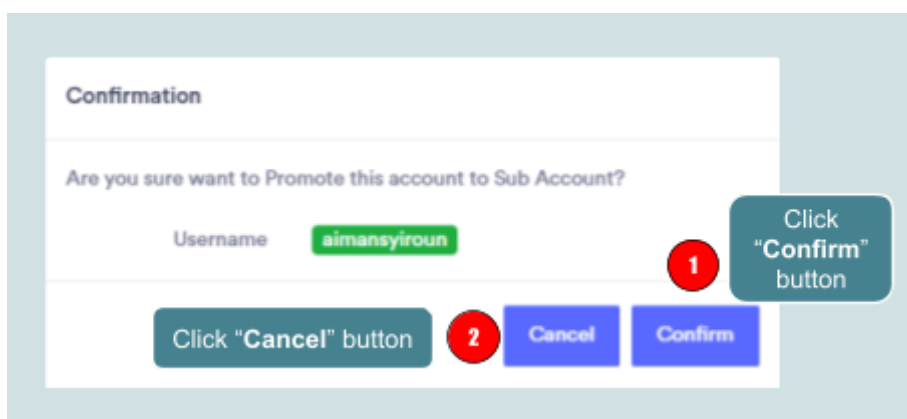 Confirmation
Are you sure want to Promote this account to Sub Account?
Username aimansyiroun
1
Click
“Confirm”
button
Click “Cancel” button
2
Cancel
Confirm